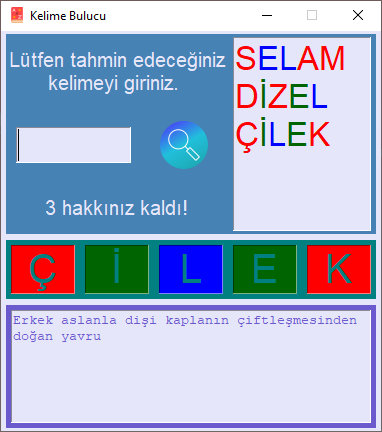 Kelime Bulucu
Lütfen tahmin edeceğiniz
kelimeyi giriniz.
3 hakkınız kaldı!
SELAM
DİZEL
ÇİLEK
Ç İ L E K
Erkek aslanla dişi kaplanın çiftleşmesinden
doğan yavru